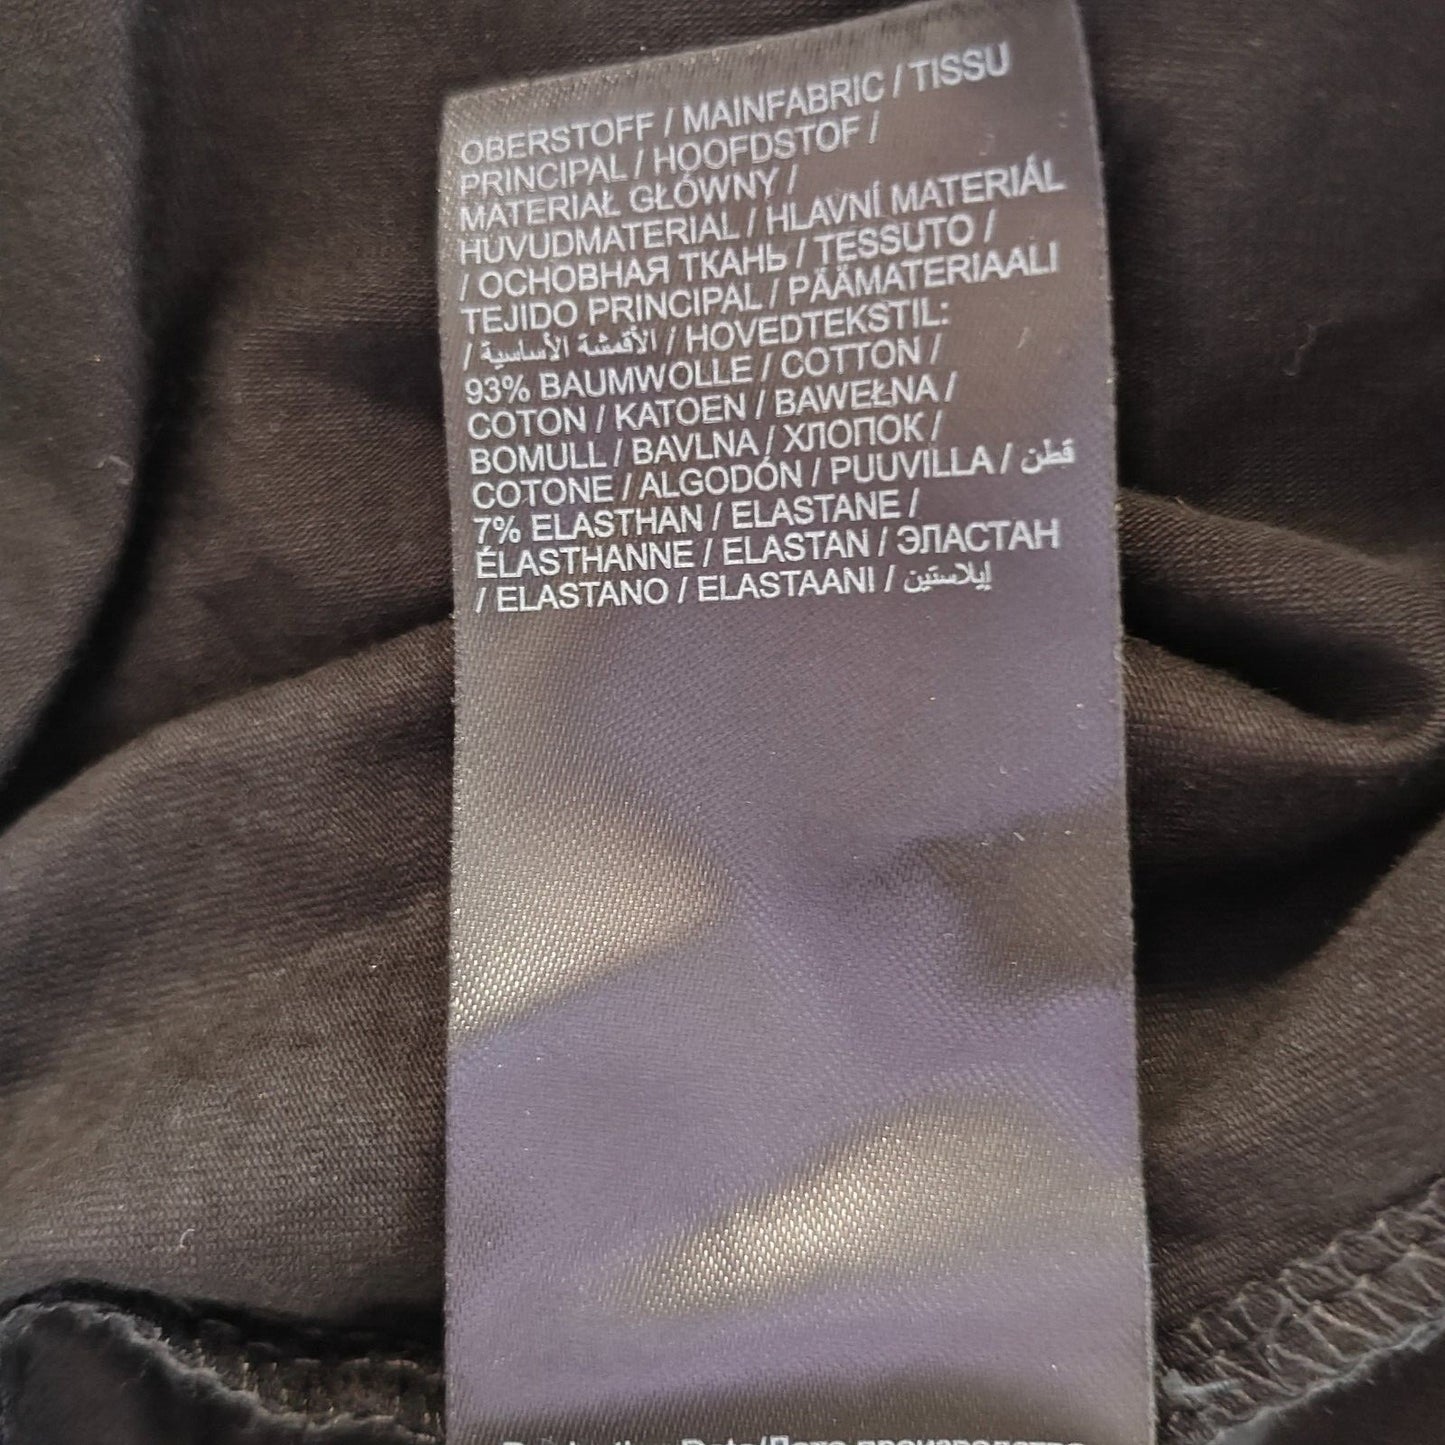 OBERSTOFF / MAINFABRIC / TISSU
PRINCIPAL / HOOFDSTOF /
MATERIAŁ GŁÓWNY /
HUVUDMATERIAL / HLAVNÍ MATERIÁL
/ ОСНОВНАЯ ТКАНЬ / TESSUTO /
TEJIDO PRINCIPAL / PÄÄMATERIAALI
/ الأقمشة الأساسية / HOVEDTEKSTIL:
93% BAUMWOLLE / COTTON /
COTON / KATOEN / BAWEŁNA /
BOMULL / BAVLNA / ХЛОПОК /
COTONE / ALGODÓN / PUUVILLA / قطن
7% ELASTHAN / ELASTANE /
ÉLASTHANNE / ELASTAN / ЭЛАСТАН
/ ELASTANO / ELASTAANI / إيلاستين